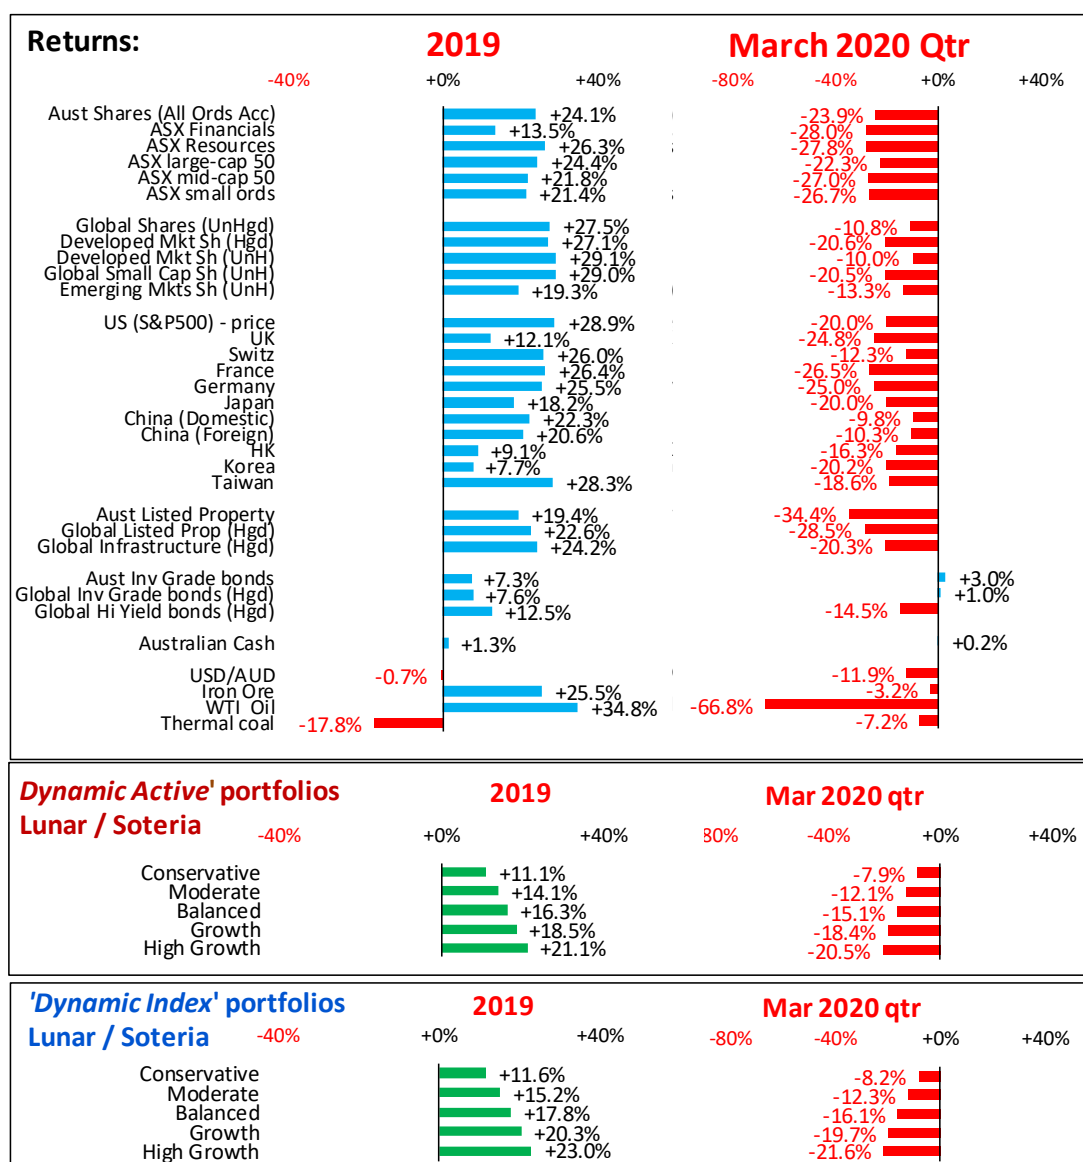 Returns: 2019 March 2020 Qtr
-40% +0% +40% -80% -40% +0% +40%
Aust Shares (All Ords Acc) +24.1% -23.9%
ASX Financials +13.5% -28.0%
ASX Resources +26.3% -27.8%
ASX large-cap 50 +24.4% -22.3%
ASX mid-cap 50 +21.8% -27.0%
ASX small ords +21.4% -26.7%
Global Shares (UnHgd) +27.5% -10.8%
Developed Mkt Sh (Hgd) +27.1% -20.6%
Developed Mkt Sh (UnH) +29.1% -10.0%
Global Small Cap Sh (UnH) +29.0% -20.5%
Emerging Mkts Sh (UnH) +19.3% -13.3%
US (S&P500) - price +28.9% -20.0%
UK +12.1% -24.8%
Switz +26.0% -12.3%
France +26.4% -26.5%
Germany +25.5% -25.0%
Japan +18.2% -20.0%
China (Domestic) +22.3% -9.8%
China (Foreign) +20.6% -10.3%
HK +9.1% -16.3%
Korea +7.7% -20.2%
Taiwan +28.3% -18.6%
Aust Listed Property +19.4% -34.4%
Global Listed Prop (Hgd) +22.6% -28.5%
Global Infrastructure (Hgd) +24.2% -20.3%
Aust Inv Grade bonds +7.3% +3.0%
Global Inv Grade bonds (Hgd) +7.6% +1.0%
Global Hi Yield bonds (Hgd) +12.5% -14.5%
Australian Cash +1.3% +0.2%
USD/AUD -0.7% -11.9%
Iron Ore +25.5% -3.2%
WTI Oil +34.8% -66.8%
Thermal coal -17.8% -7.2%
Dynamic Active' portfolios 2019 Mar 2020 qtr
Lunar / Soteria -40% +0% +40% 80% -40% +0% +40%
Conservative +11.1% -7.9%
Moderate +14.1% -12.1%
Balanced +16.3% -15.1%
Growth +18.5% -18.4%
High Growth +21.1% -20.5%
'Dynamic Index' portfolios 2019 Mar 2020 qtr
Lunar / Soteria -40% +0% +40% -80% -40% +0% +40%
Conservative +11.6% -8.2%
Moderate +15.2% -12.3%
Balanced +17.8% -16.1%
Growth +20.3% -19.7%
High Growth +23.0% -21.6%